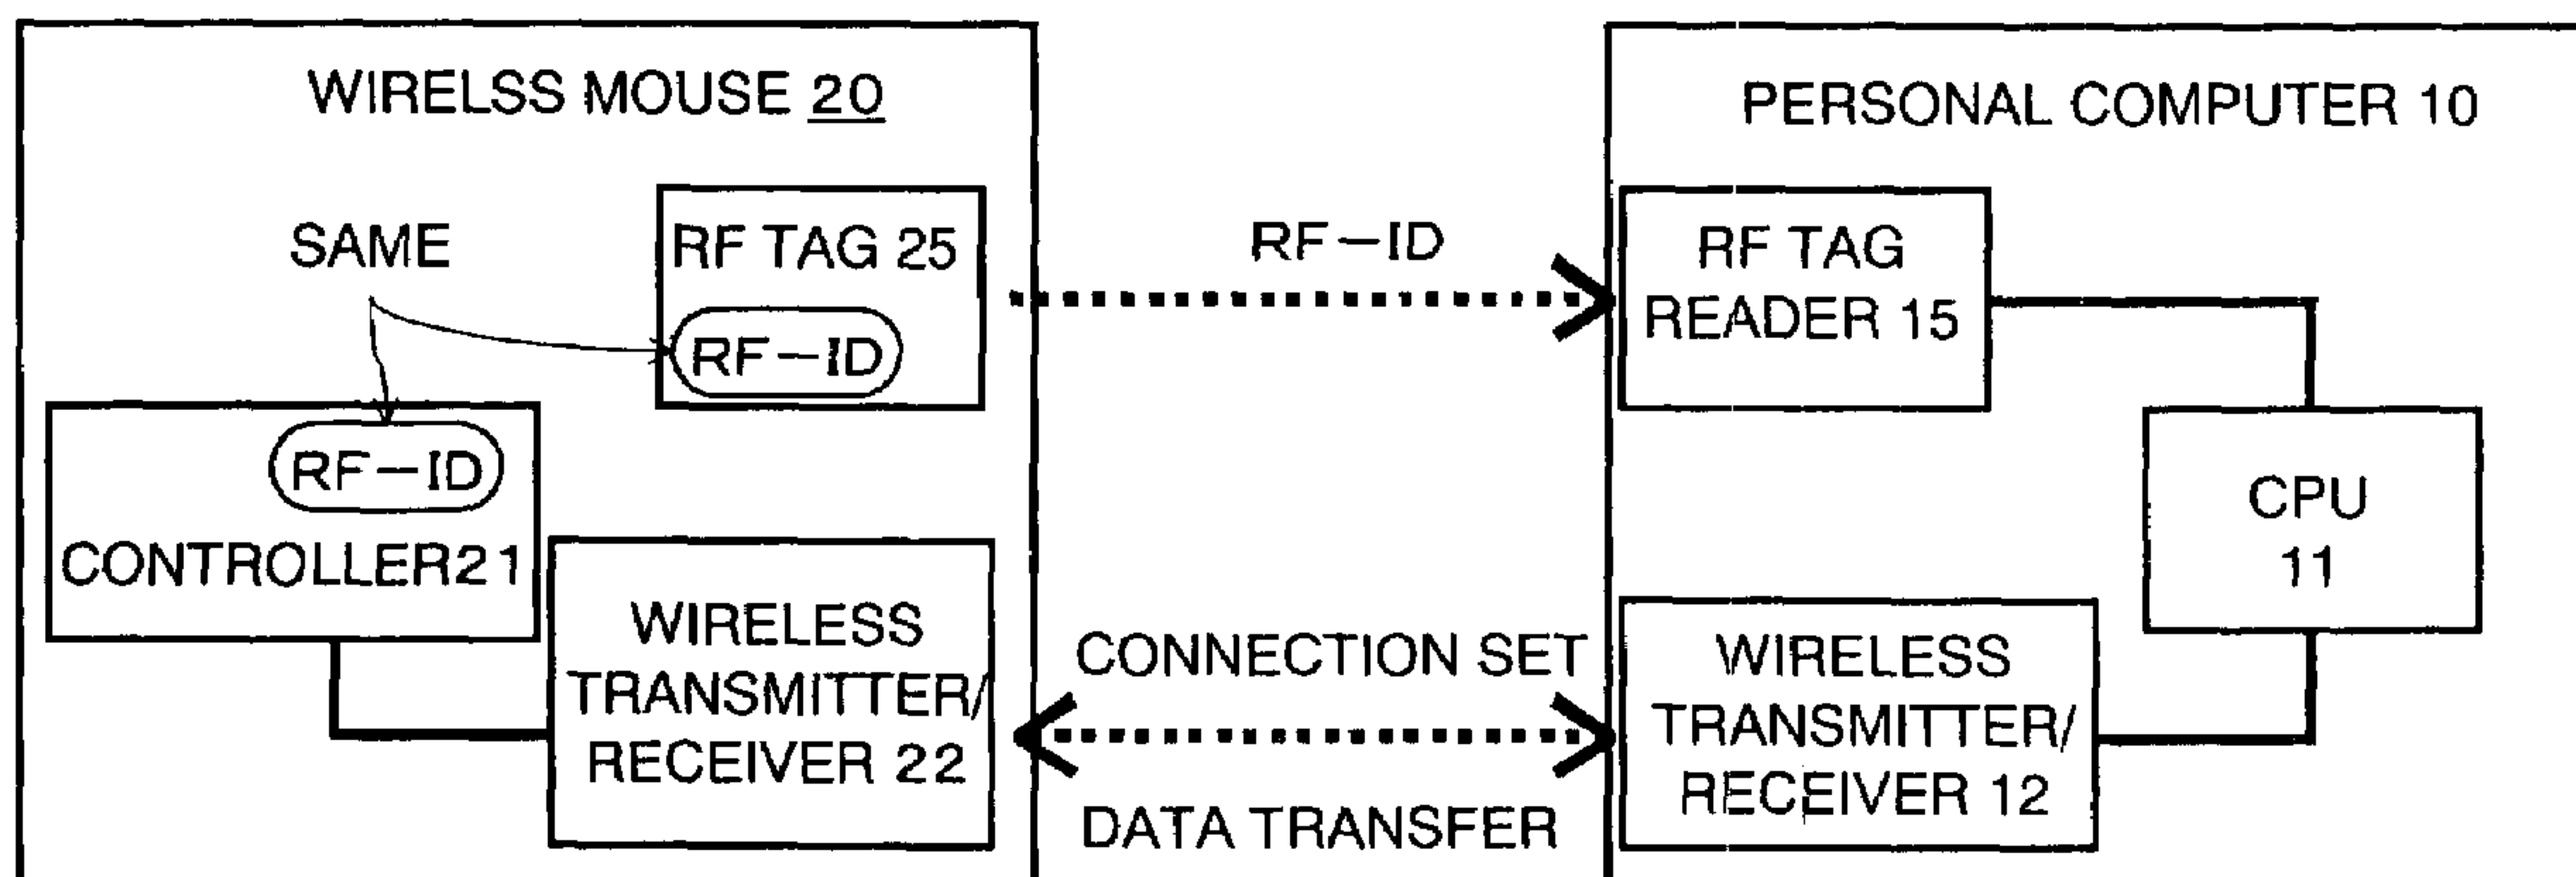 WIRELSS MOUSE 20
SAME
RF TAG 25
RF-ID
RF-ID
CONTROLLER21
WIRELESS
TRANSMITTER/
RECEIVER 22
RF-ID
CONNECTION SET
DATA TRANSFER
PERSONAL COMPUTER 10
RF TAG
READER 15
CPU
11
WIRELESS
TRANSMITTER/
RECEIVER 12